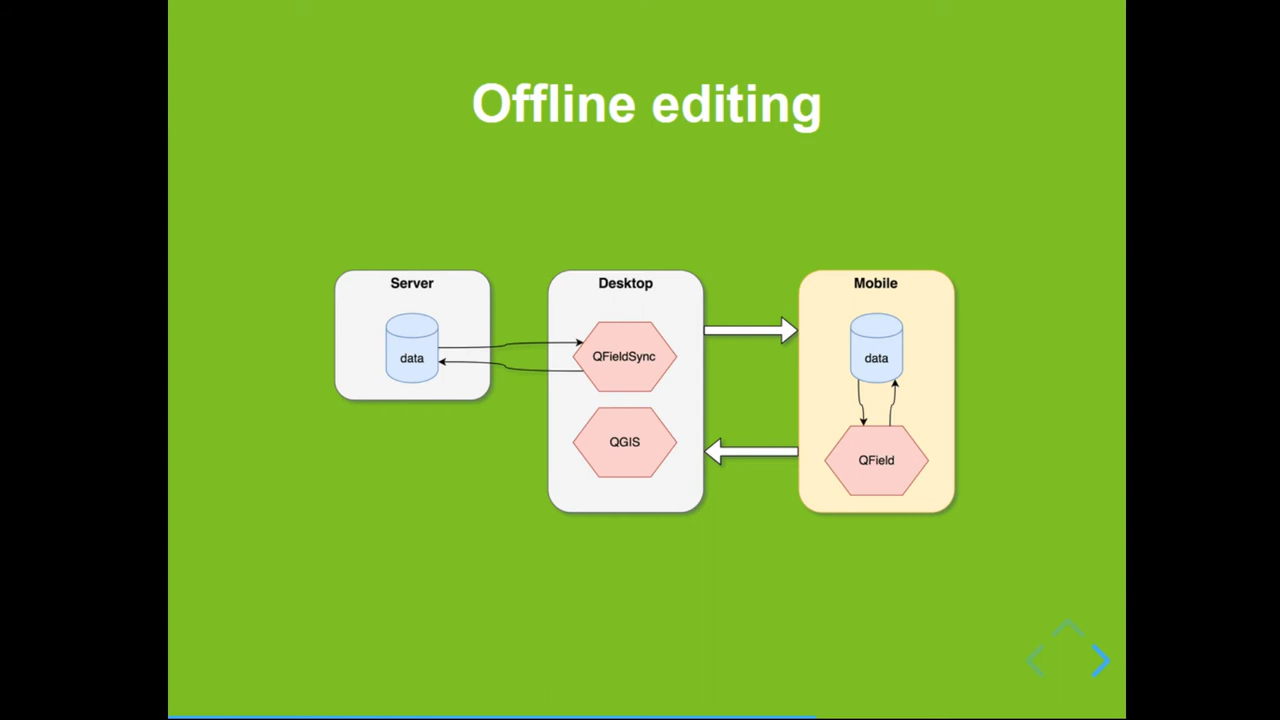 Offline editing
Server
data
Desktop
QFieldSync
QGIS
Mobile
data
QField